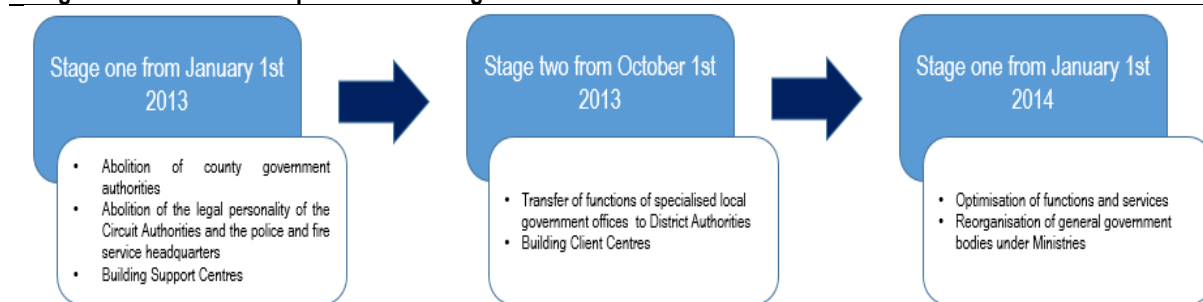 Stage one from January 1st
2013
• Abolition of county government
authorities
• Abolition of the legal personality of the
Circuit Authorities and the police and fire
service headquarters
• Building Support Centres
Stage two from October 1st
2013
• Transfer of functions of specialised local
government offices to District Authorities
• Building Client Centres
Stage one from January 1st
2014
• Optimisation of functions and services
• Reorganisation of general government
bodies under Ministries